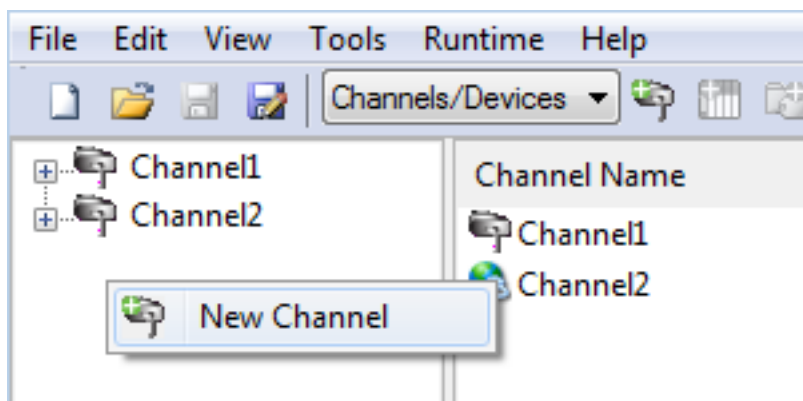 File Edit View Tools Runtime Help
Channels/Devices
Channel1
Channel2
Channel Name
Channel1
Channel2
New Channel